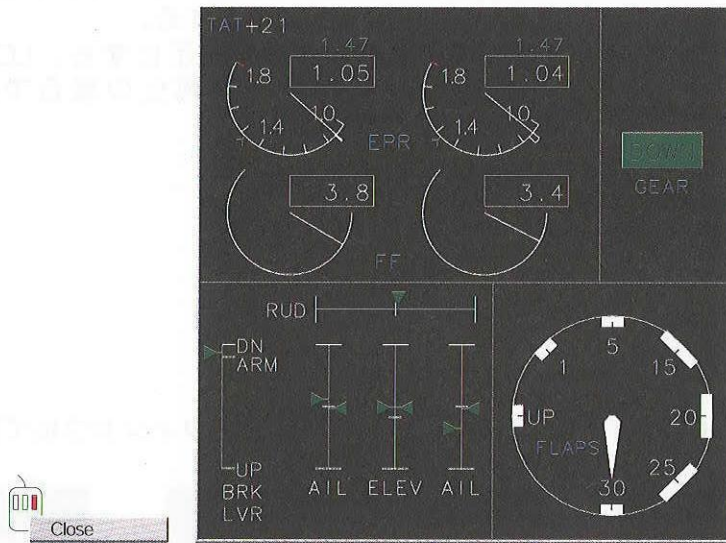 TAT+21
1.47 1.47
1.05 1.04
1.8 1.8
1.0 1.0
1.4 1.4
EPR
DOWN
GEAR
3.8 3.4
FF
RUD
DN
ARM
UP
BRK
LVR
AIL ELEV AIL
5
1 15
UP 20
FLAPS
25
30
Close